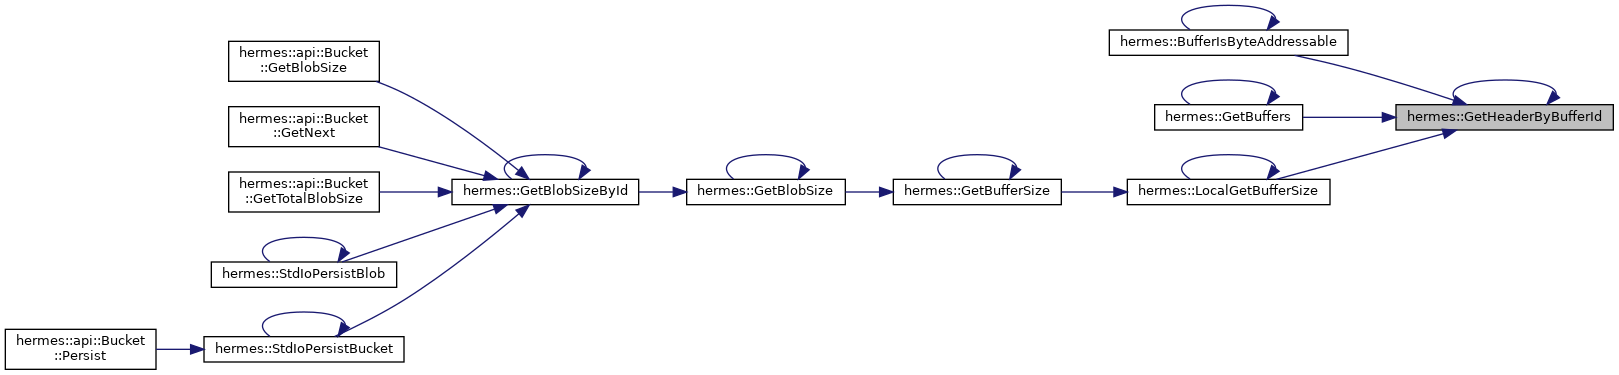 hermes::BufferIsByteAddressable
hermes::api::Bucket
::GetBlobSize
hermes::api::Bucket
::GetNext
hermes::GetBuffers
hermes::GetHeaderByBufferId
hermes::api::Bucket
::GetTotalBlobSize
hermes::GetBlobSizeById
hermes::GetBlobSize
hermes::GetBufferSize
hermes::LocalGetBufferSize
hermes::StdIoPersistBlob
hermes::api::Bucket
::Persist
hermes::StdIoPersistBucket